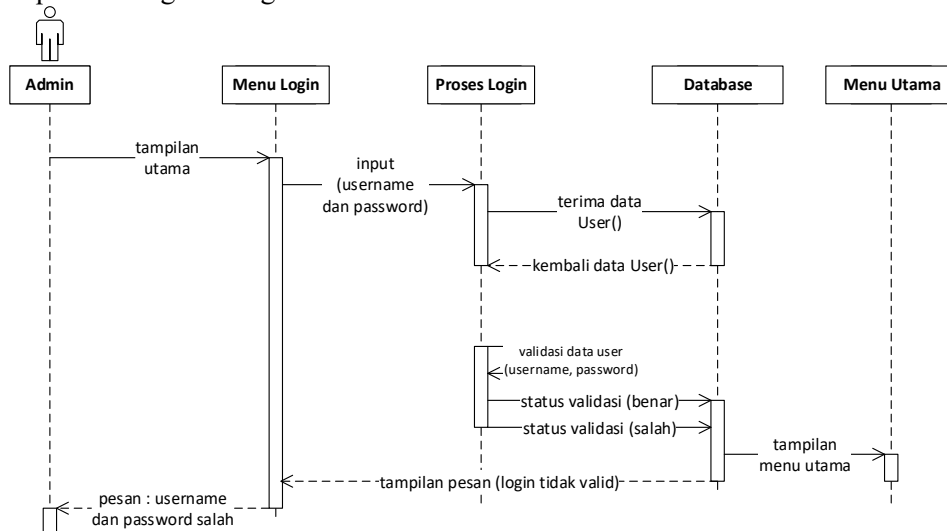 Admin
Menu Login
Proses Login
Database
Menu Utama
tampilan
utama
input
(username
dan password)
terima data
User()
kembali data User()
validasi data user
(username, password)
status validasi (benar)
status validasi (salah)
tampilan
menu utama
tampilan pesan (login tidak valid)
pesan : username
dan password salah